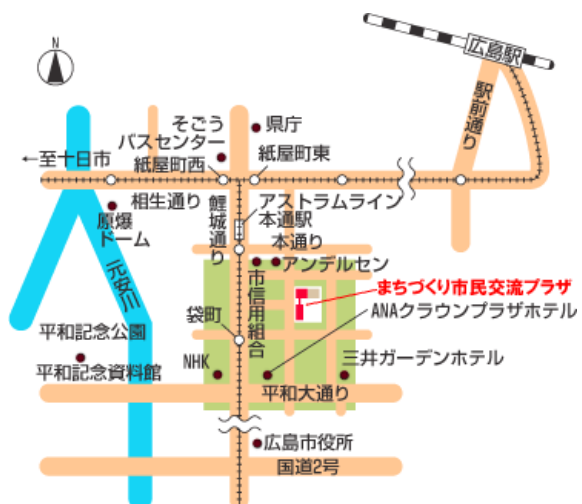 N
広島駅
駅前通り
そごう
バスセンター
県庁
←至十日市
紙屋町西
紙屋町東
相生通り
鯉城通り
アストラムライン
本通駅
本通り
原爆
ドーム
元安川
アンデルセン
市信用組合
まちづくり市民交流プラザ
ANAクラウンプラザホテル
袋町
平和記念公園
平和記念資料館
NHK
三井ガーデンホテル
平和大通り
広島市役所
国道2号